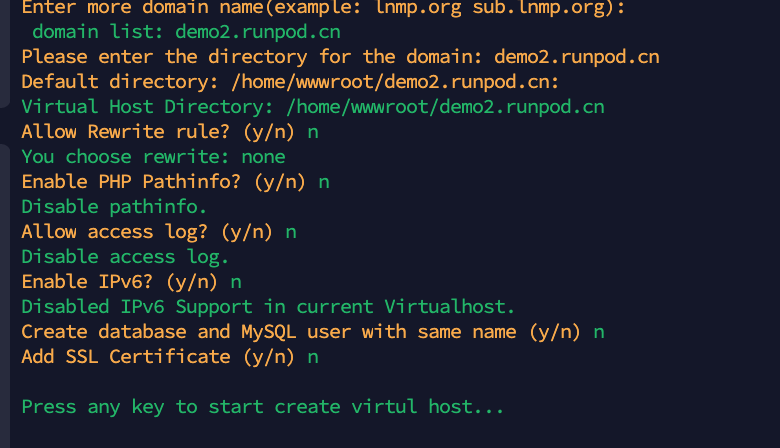 Enter more domain name(example: lnmp.org sub.lnmp.org):
domain list: demo2.runpod.cn
Please enter the directory for the domain: demo2.runpod.cn
Default directory: /home/wwwroot/demo2.runpod.cn:
Virtual Host Directory: /home/wwwroot/demo2.runpod.cn
Allow Rewrite rule? (y/n) n
You choose rewrite: none
Enable PHP Pathinfo? (y/n) n
Disable pathinfo.
Allow access log? (y/n) n
Disable access log.
Enable IPv6? (y/n) n
Disabled IPv6 Support in current Virtualhost.
Create database and MySQL user with same name (y/n) n
Add SSL Certificate (y/n) n
Press any key to start create virtul host...